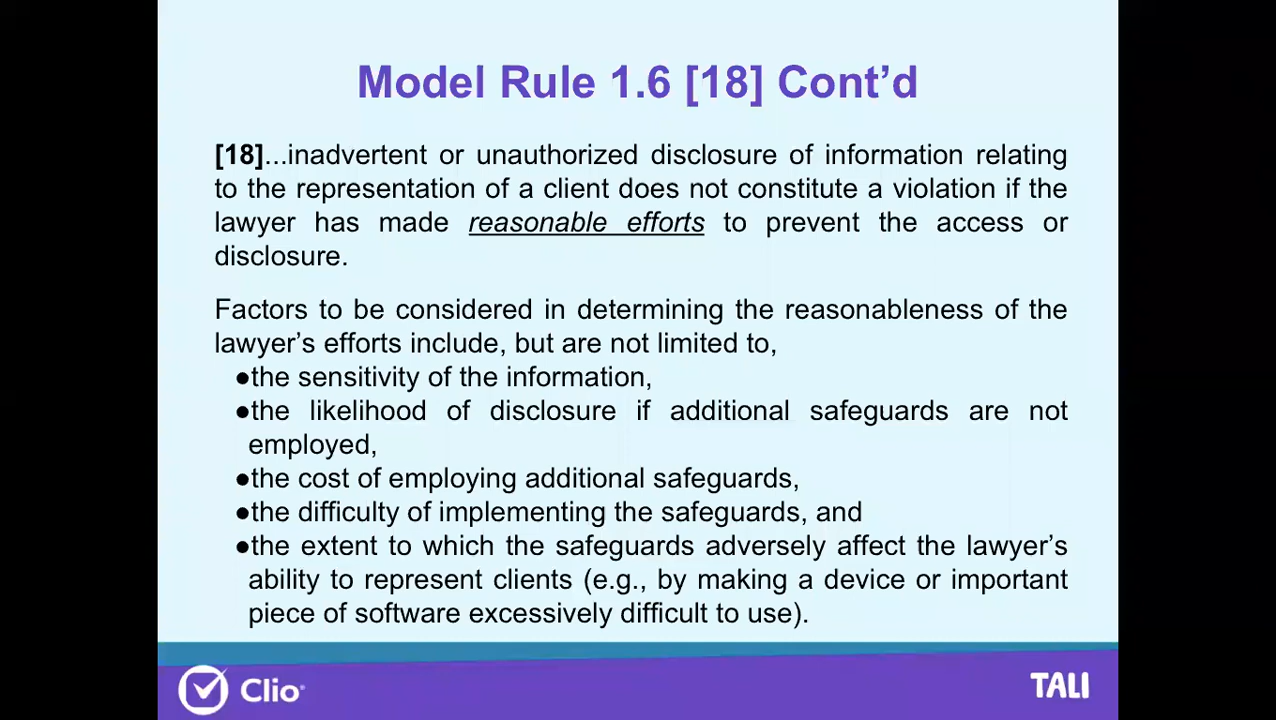 Model Rule 1.6 [18] Cont’d
[18]...inadvertent or unauthorized disclosure of information relating
to the representation of a client does not constitute a violation if the
lawyer has made reasonable efforts to prevent the access or
disclosure.
Factors to be considered in determining the reasonableness of the
lawyer’s efforts include, but are not limited to,
●the sensitivity of the information,
●the likelihood of disclosure if additional safeguards are not
employed,
●the cost of employing additional safeguards,
●the difficulty of implementing the safeguards, and
●the extent to which the safeguards adversely affect the lawyer’s
ability to represent clients (e.g., by making a device or important
piece of software excessively difficult to use).
Clio®
TALI